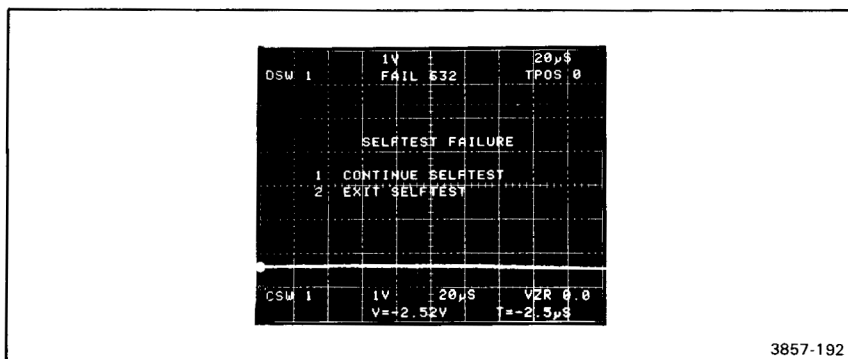 1V 20µS
DSW 1 FAIL 632 TPOS 0
SELFTEST FAILURE
1 CONTINUE SELFTEST
2 EXIT SELFTEST
CSW 1 1V 20µS VZR 0.0
V=-2.52V T=-2.5µS
3857-192